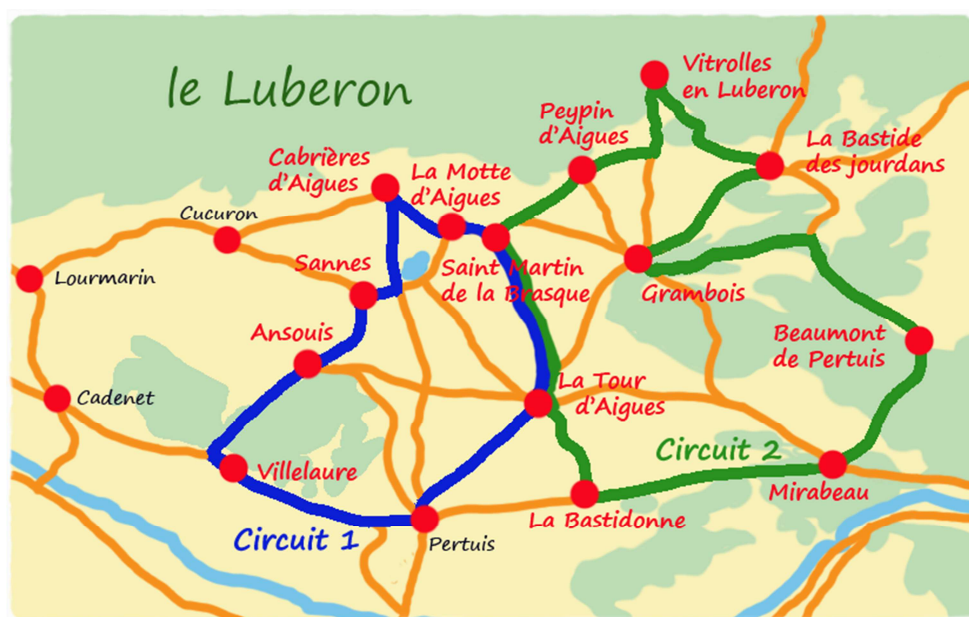 le Luberon
Vitrolles
en Luberon
Peypin
d'Aigues
La Bastide
des jourdans
Cabrières
d'Aigues
La Motte
d'Aigues
Cucuron
Sannes
Saint Martin
de la Brasque
Lourmarin
Grambois
Ansouis
Beaumont
de Pertuis
La Tour
d'Aigues
Cadenet
Circuit 2
Villelaure
Mirabeau
La Bastidonne
Circuit 1
Pertuis